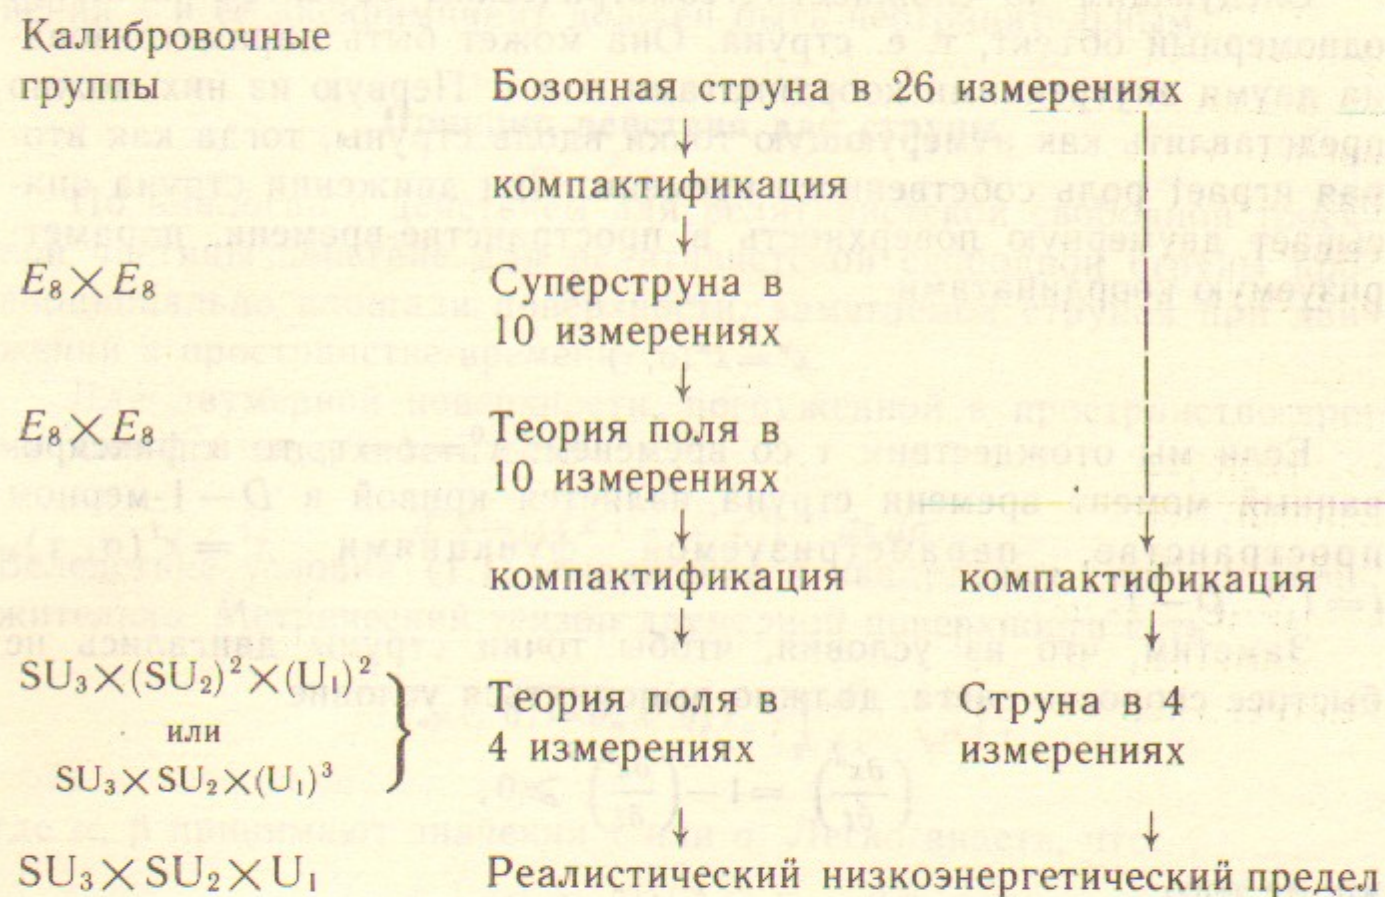 Калибровочные
группы
Бозонная струна в 26 измерениях
↓
компактификация
↓
E₈×E₈ Суперструна в
10 измерениях
↓
E₈×E₈ Теория поля в
10 измерениях
↓ ↓
компактификация компактификация
↓ ↓
SU₃×(SU₂)²×(U₁)² Теория поля в Струна в 4
или 4 измерениях измерениях
SU₃×SU₂×(U₁)³
↓ ↓
SU₃×SU₂×U₁ Реалистический низкоэнергетический предел